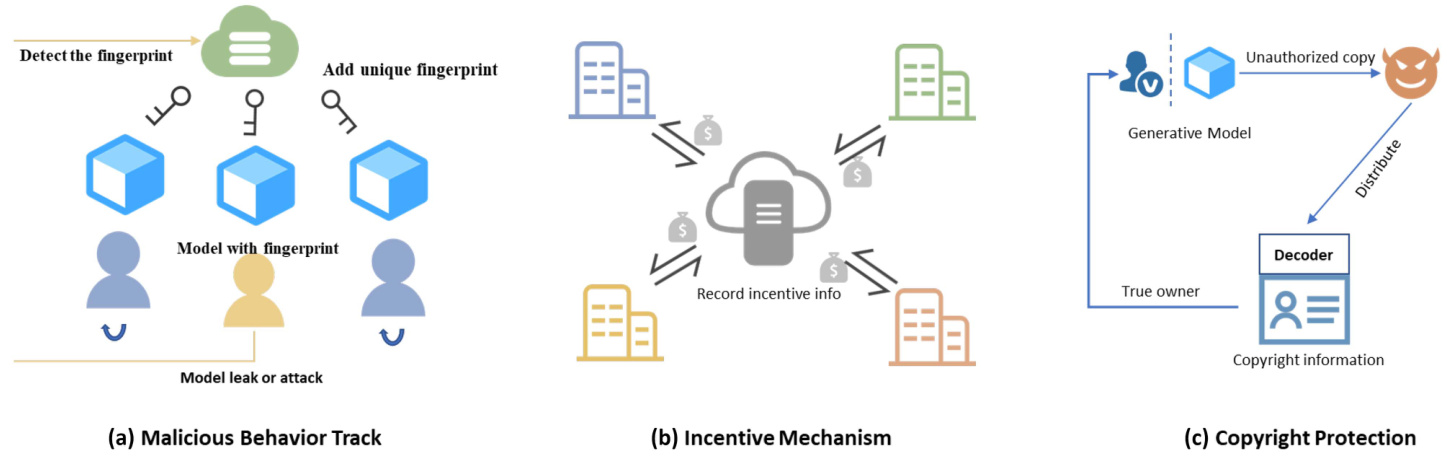 Detect the fingerprint
Add unique fingerprint
Model with fingerprint
Model leak or attack
(a) Malicious Behavior Track
$
$
$
$
Record incentive info
(b) Incentive Mechanism
V
Unauthorized copy
Generative Model
Distribute
Decoder
True owner
Copyright information
(c) Copyright Protection